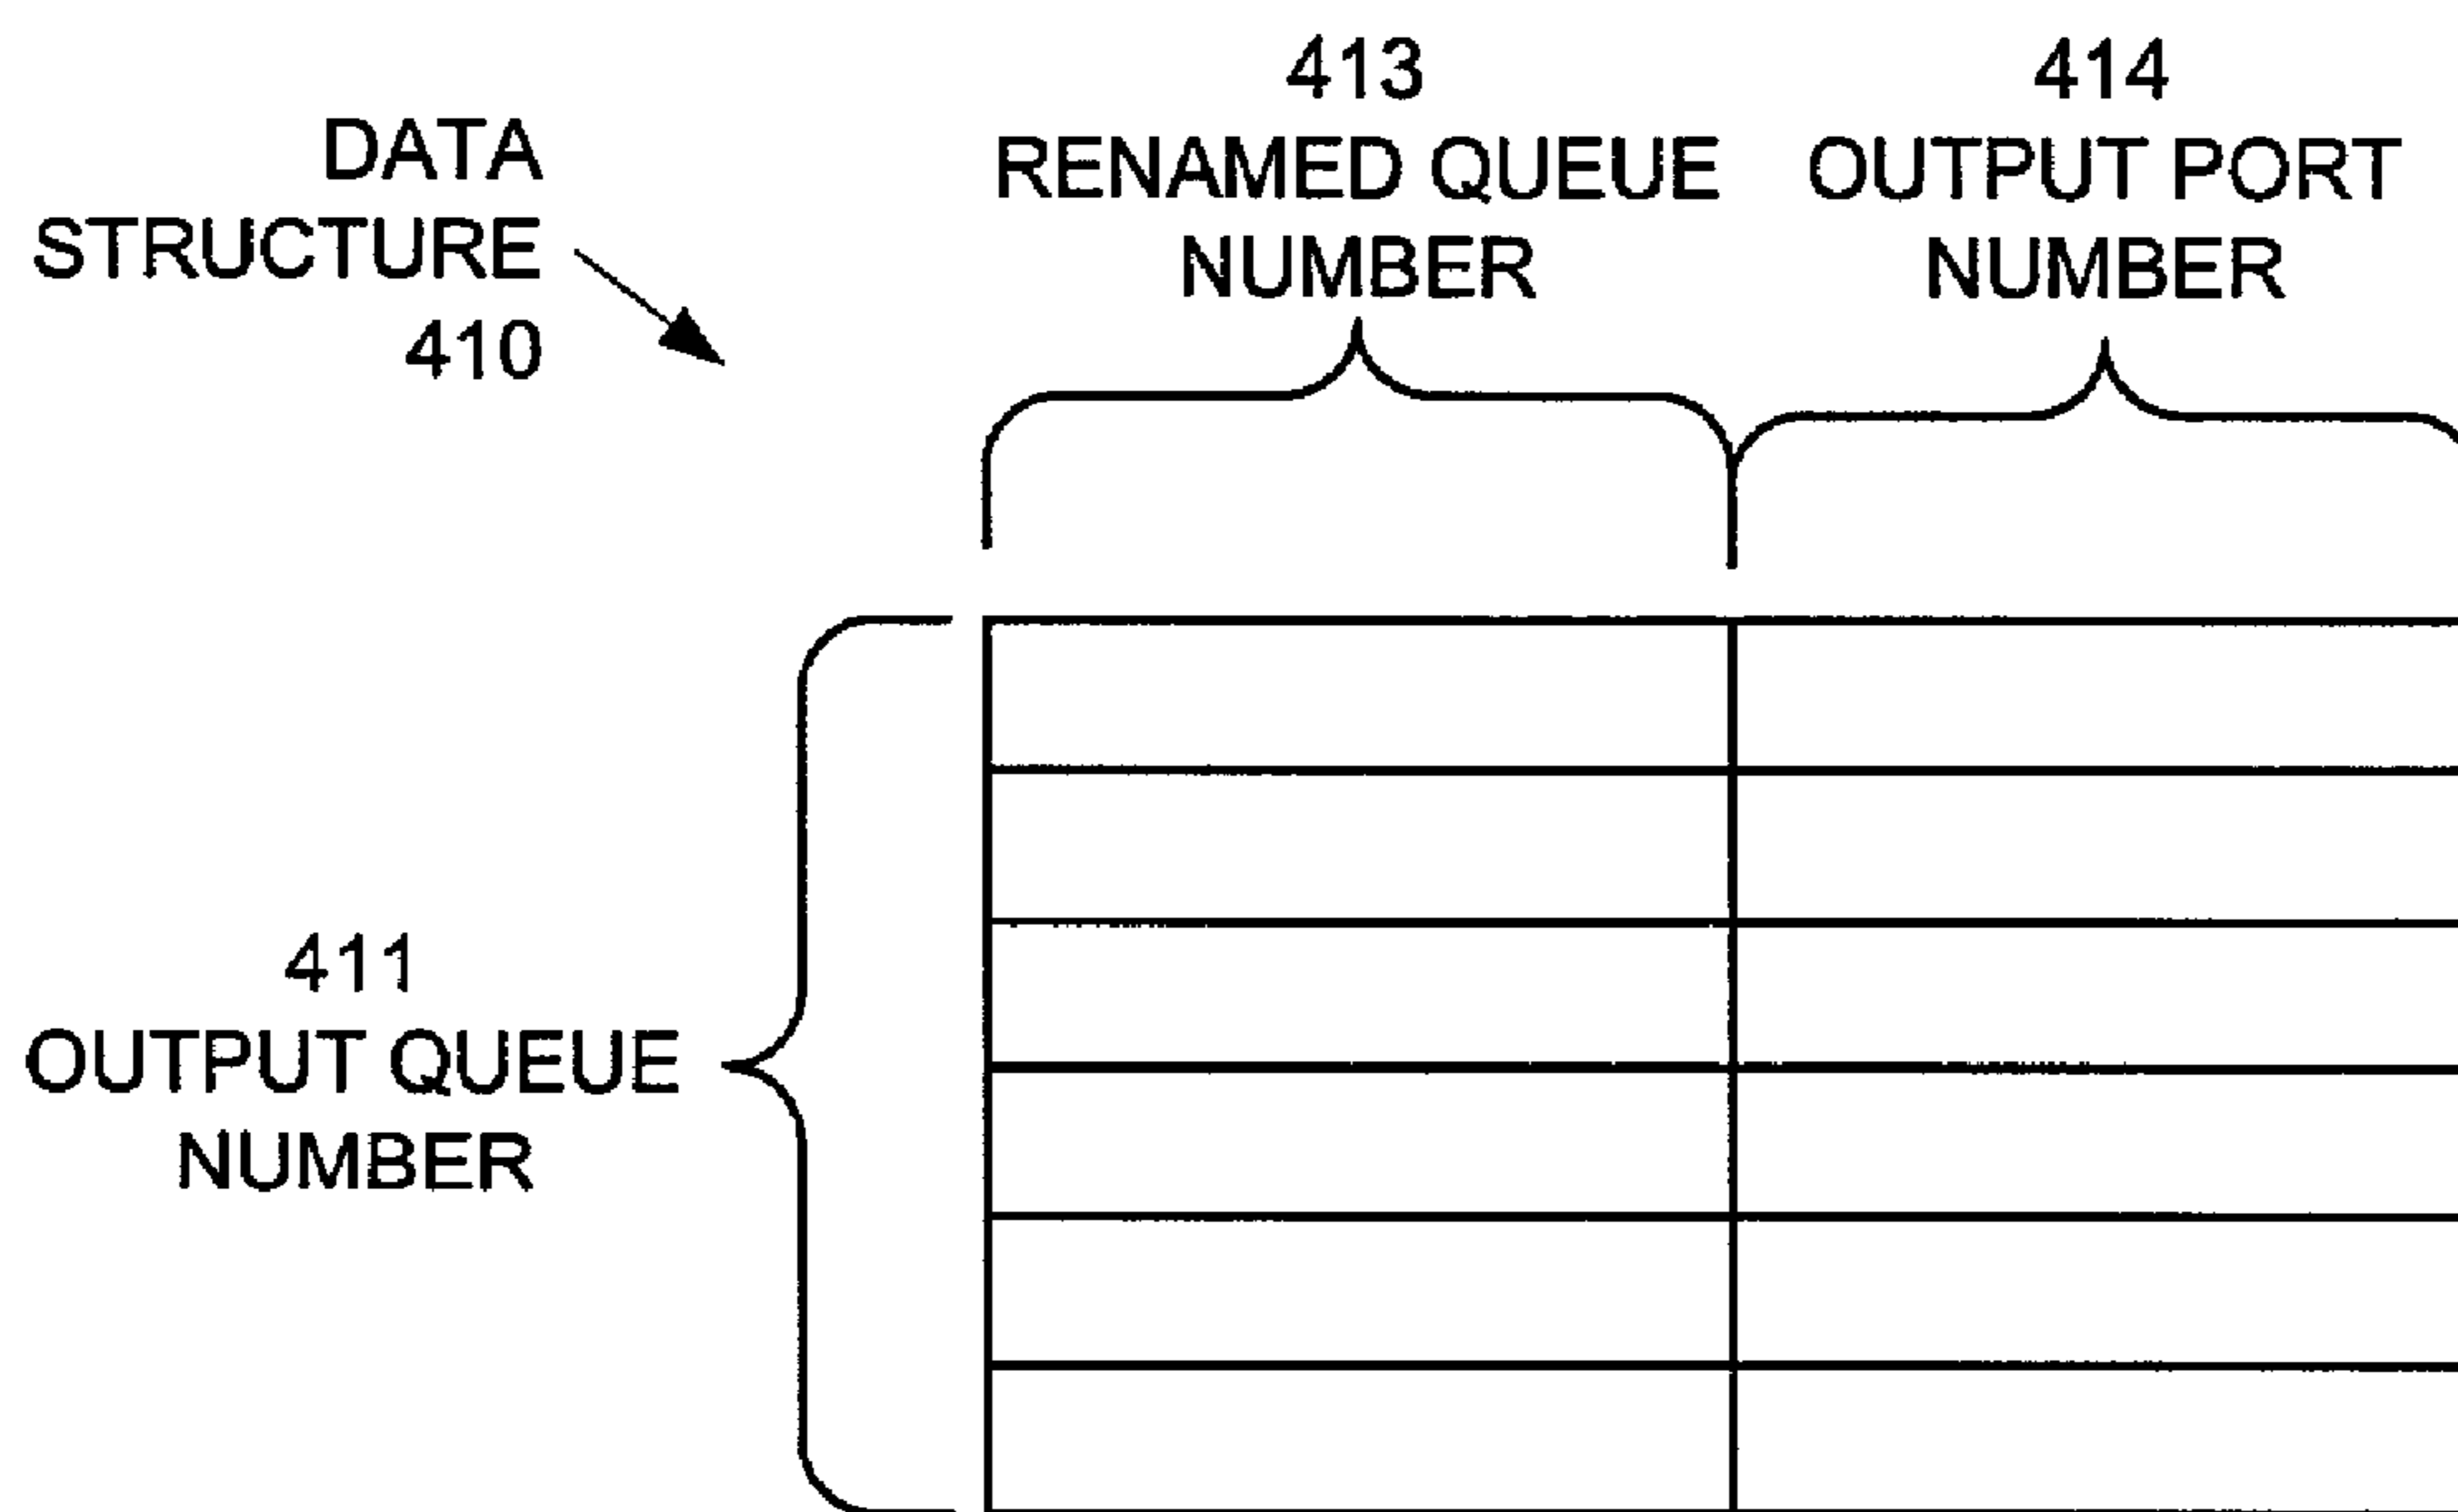 DATA
STRUCTURE
410
413
RENAMED QUEUE
NUMBER
414
OUTPUT PORT
NUMBER
411
OUTPUT QUEUE
NUMBER